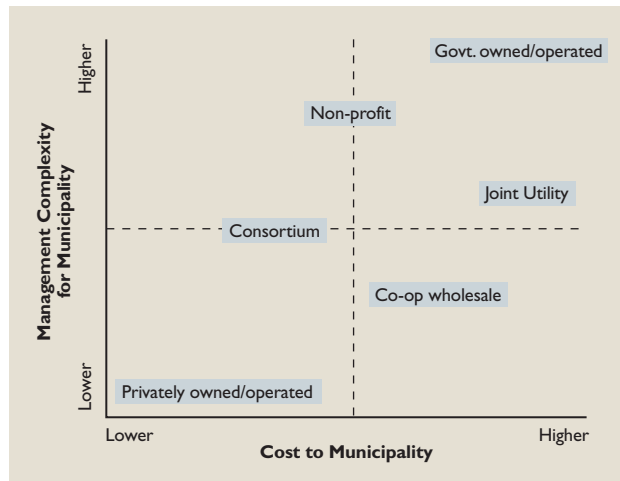 Higher
Govt. owned/operated
Non-profit
Management Complexity
for Municipality
Joint Utility
Consortium
Co-op wholesale
Lower
Privately owned/operated
Lower
Higher
Cost to Municipality